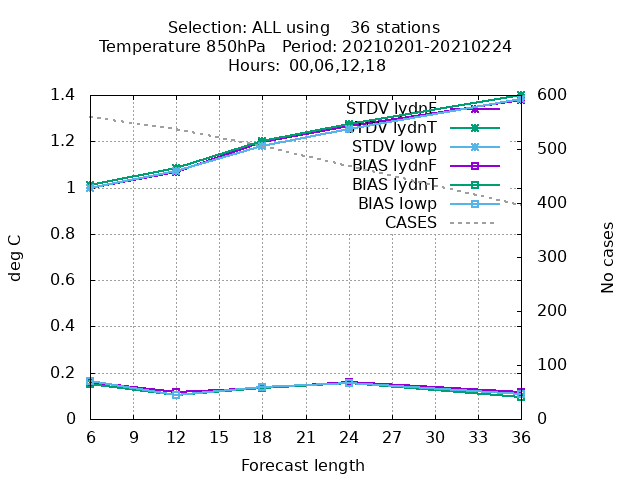 Selection: ALL using    36 stations
Temperature 850hPa   Period: 20210201-20210224
Hours:  00,06,12,18
1.4
1.2
1
0.8
0.6
0.4
0.2
0
600
500
400
300
200
100
0
STDV lydnF
STDV lydnT
STDV lowp
BIAS lydnF
BIAS lydnT
BIAS lowp
CASES
deg C
No cases
6 9 12 15 18 21 24 27 30 33 36
Forecast length